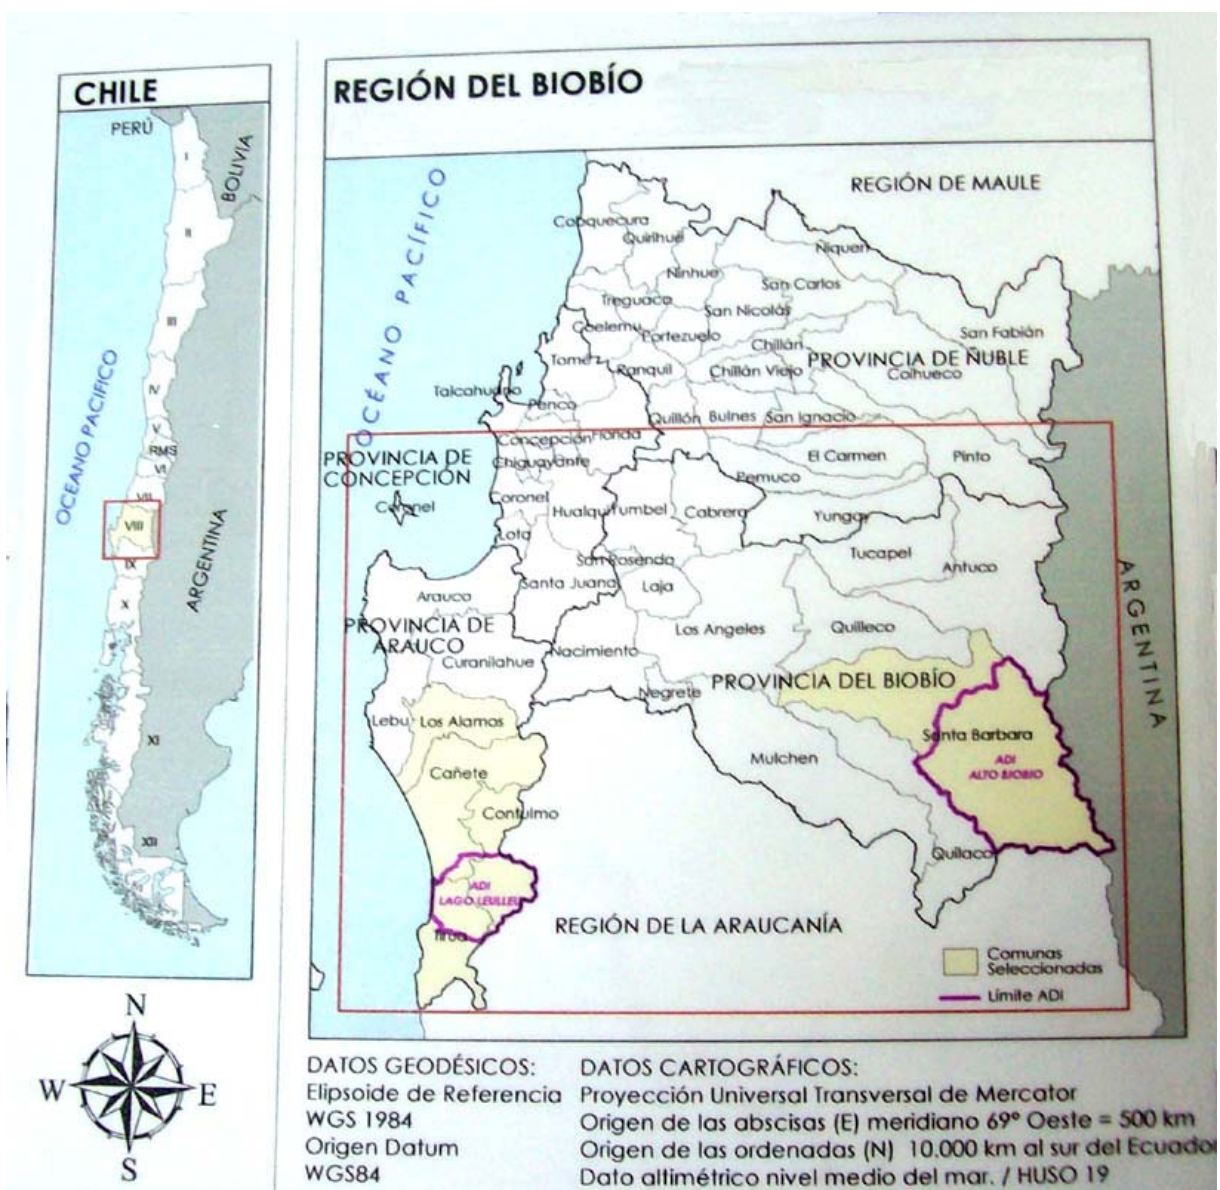 CHILE
PERÚ
BOLIVIA
I
II
III
IV
V
RMS
VI
VII
VIII
IX
X
XI
XII
OCEANO PACIFICO
ARGENTINA
N
W
E
S
REGIÓN DEL BIOBÍO
OCÉANO PACÍFICO
REGIÓN DE MAULE
Cobquecura
Quirihue
Ñiquen
Ninhue
San Carlos
Treguaco
San Nicolás
Coelemu
Portezuelo
San Fabián
Chillán
PROVINCIA DE ÑUBLE
Tomé
Ranquil
Chillán Viejo
Coihueco
Talcahuano
Penco
Quillón
Bulnes
San Ignacio
Concepción
Florida
PROVINCIA DE
CONCEPCIÓN
Chiguayante
El Carmen
Pinto
Pemuco
Coronel
Coronel
Hualqui
Yumbel
Cabrero
Yungay
Lota
Tucapel
San Rosendo
Antuco
Santa Juana
Laja
Arauco
PROVINCIA DE
ARAUCO
Los Angeles
Quilleco
Curanilahue
Nacimiento
Negrete
PROVINCIA DEL BIOBÍO
Lebu
Los Alamos
Santa Barbara
Mulchen
ADI
ALTO BIOBIO
Cañete
Contulmo
Quilaco
ADI
LAGO LEULLEU
Tirua
REGIÓN DE LA ARAUCANÍA
ARGENTINA
Comunas
Seleccionadas
Límite ADI
DATOS GEODÉSICOS:
Elipsoide de Referencia
WGS 1984
Origen Datum
WGS84
DATOS CARTOGRÁFICOS:
Proyección Universal Transversal de Mercator
Origen de las abscisas (E) meridiano 69° Oeste = 500 km
Origen de las ordenadas (N) 10.000 km al sur del Ecuador
Dato altimétrico nivel medio del mar. / HUSO 19